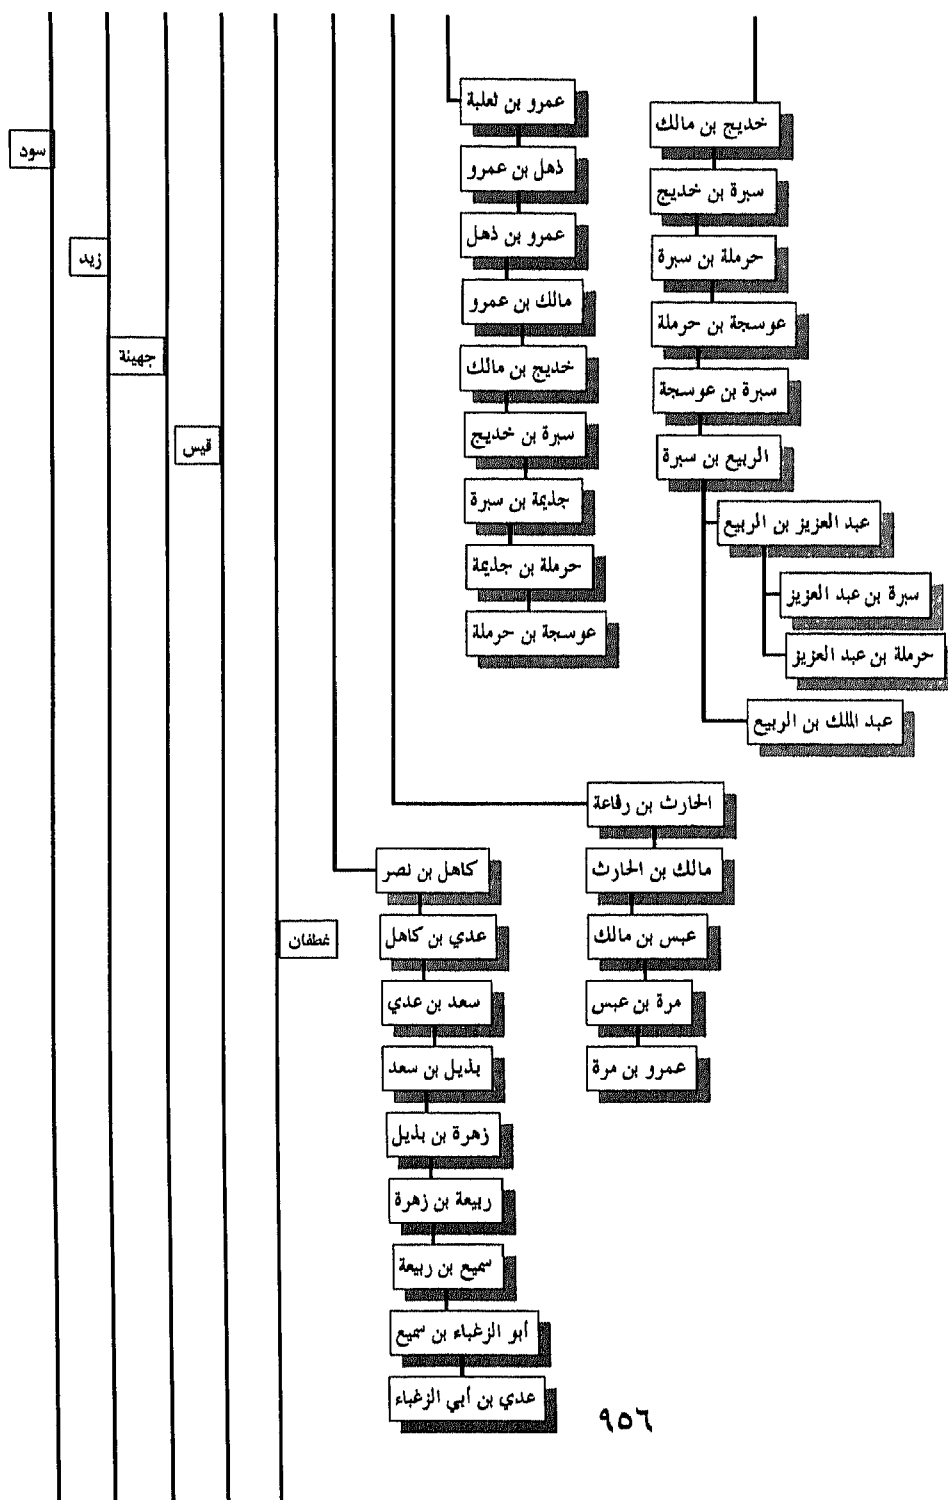 خديج بن مالك
سبرة بن خديج
حرملة بن سبرة
عوسجة بن حرملة
سبرة بن عوسجة
الربيع بن سبرة
عبد العزيز بن الربيع
سبرة بن عبد العزيز
حرملة بن عبد العزيز
عبد الملك بن الربيع
عمرو بن ثعلبة
ذهل بن عمرو
عمرو بن ذهل
مالك بن عمرو
خديج بن مالك
سبرة بن خديج
جذيمة بن سبرة
حرملة بن جذيمة
عوسجة بن حرملة
الحارث بن رفاعة
مالك بن الحارث
عبس بن مالك
مرة بن عبس
عمرو بن مرة
كاهل بن نصر
عدي بن كاهل
سعد بن عدي
بذيل بن سعد
زهرة بن بذيل
ربيعة بن زهرة
سميع بن ربيعة
أبو الزغباء بن سميع
عدي بن أبي الزغباء
غطفان
قيس
جهينة
زيد
سود
٩٥٦